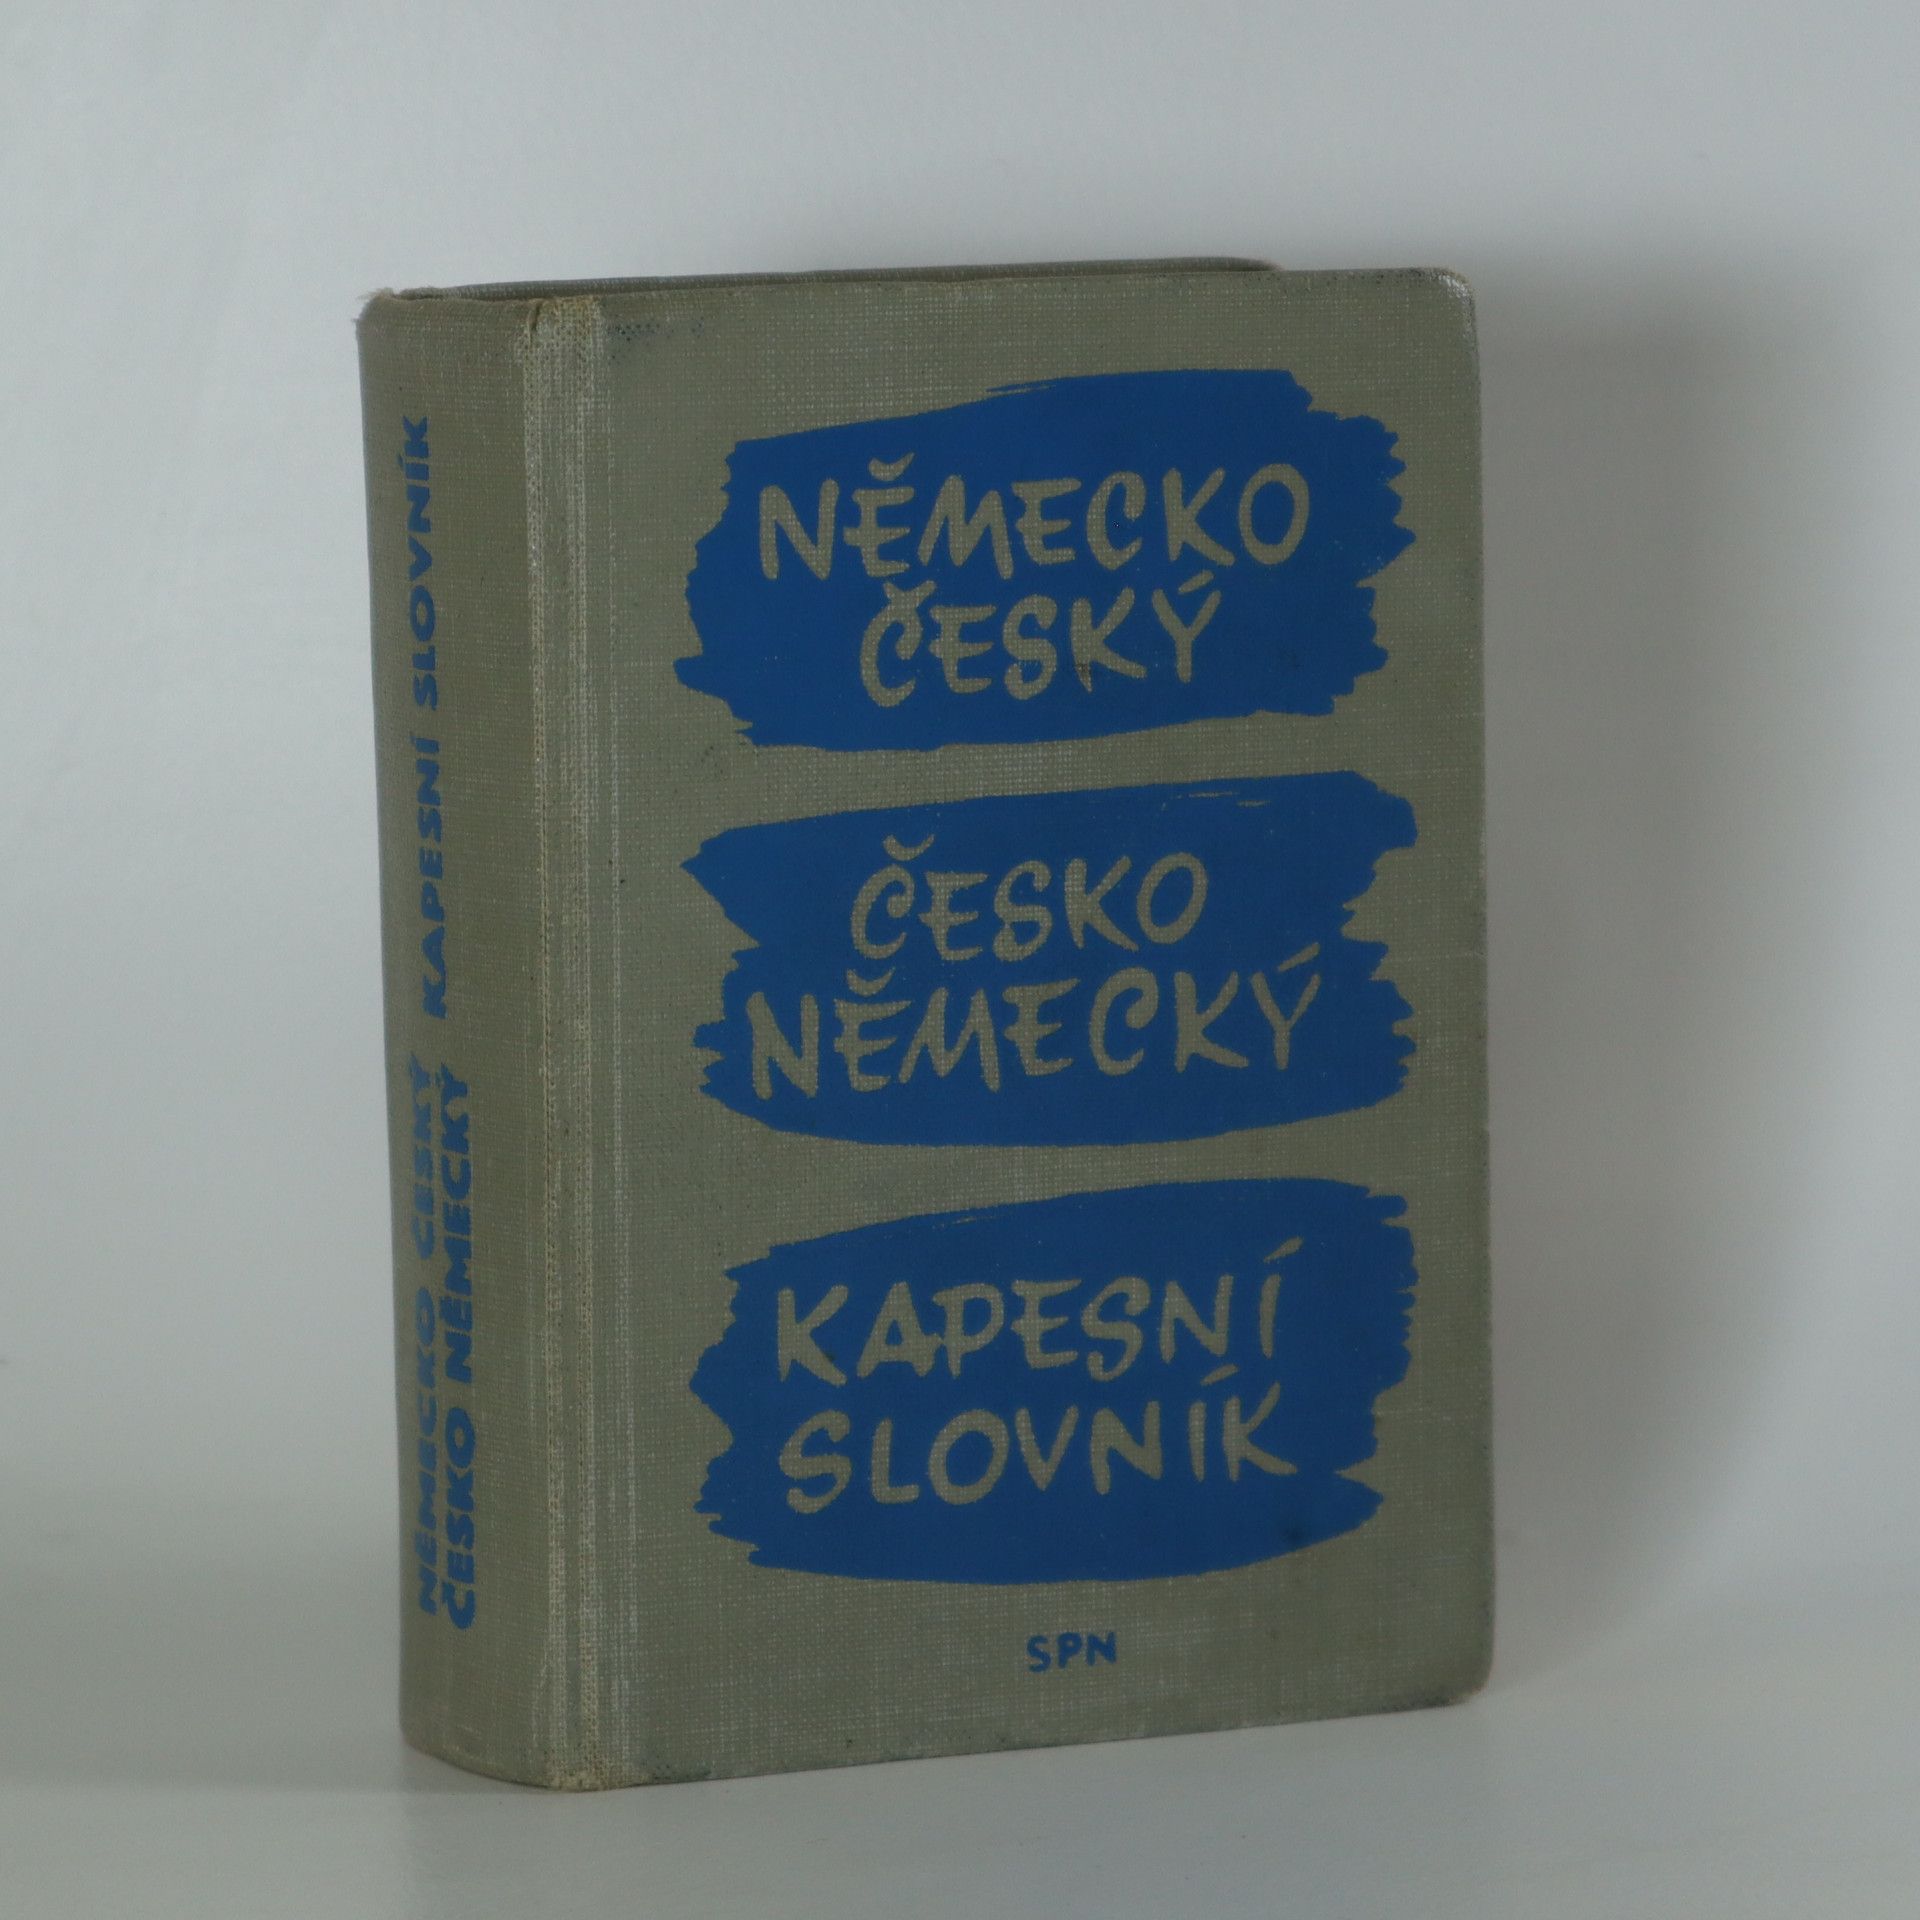 NĚMECKO
ČESKÝ
ČESKO
NĚMECKÝ
KAPESNÍ
SLOVNÍK
SPN
NĚMECKO ČESKÝ KAPESNÍ SLOVNÍK
ČESKO NĚMECKÝ